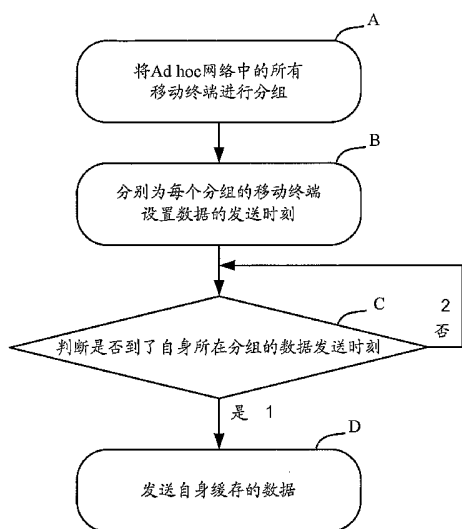 A
将Ad hoc网络中的所有
移动终端进行分组
B
分别为每个分组的移动终端
设置数据的发送时刻
C
2
否
判断是否到了自身所在分组的数据发送时刻
是 1
D
发送自身缓存的数据